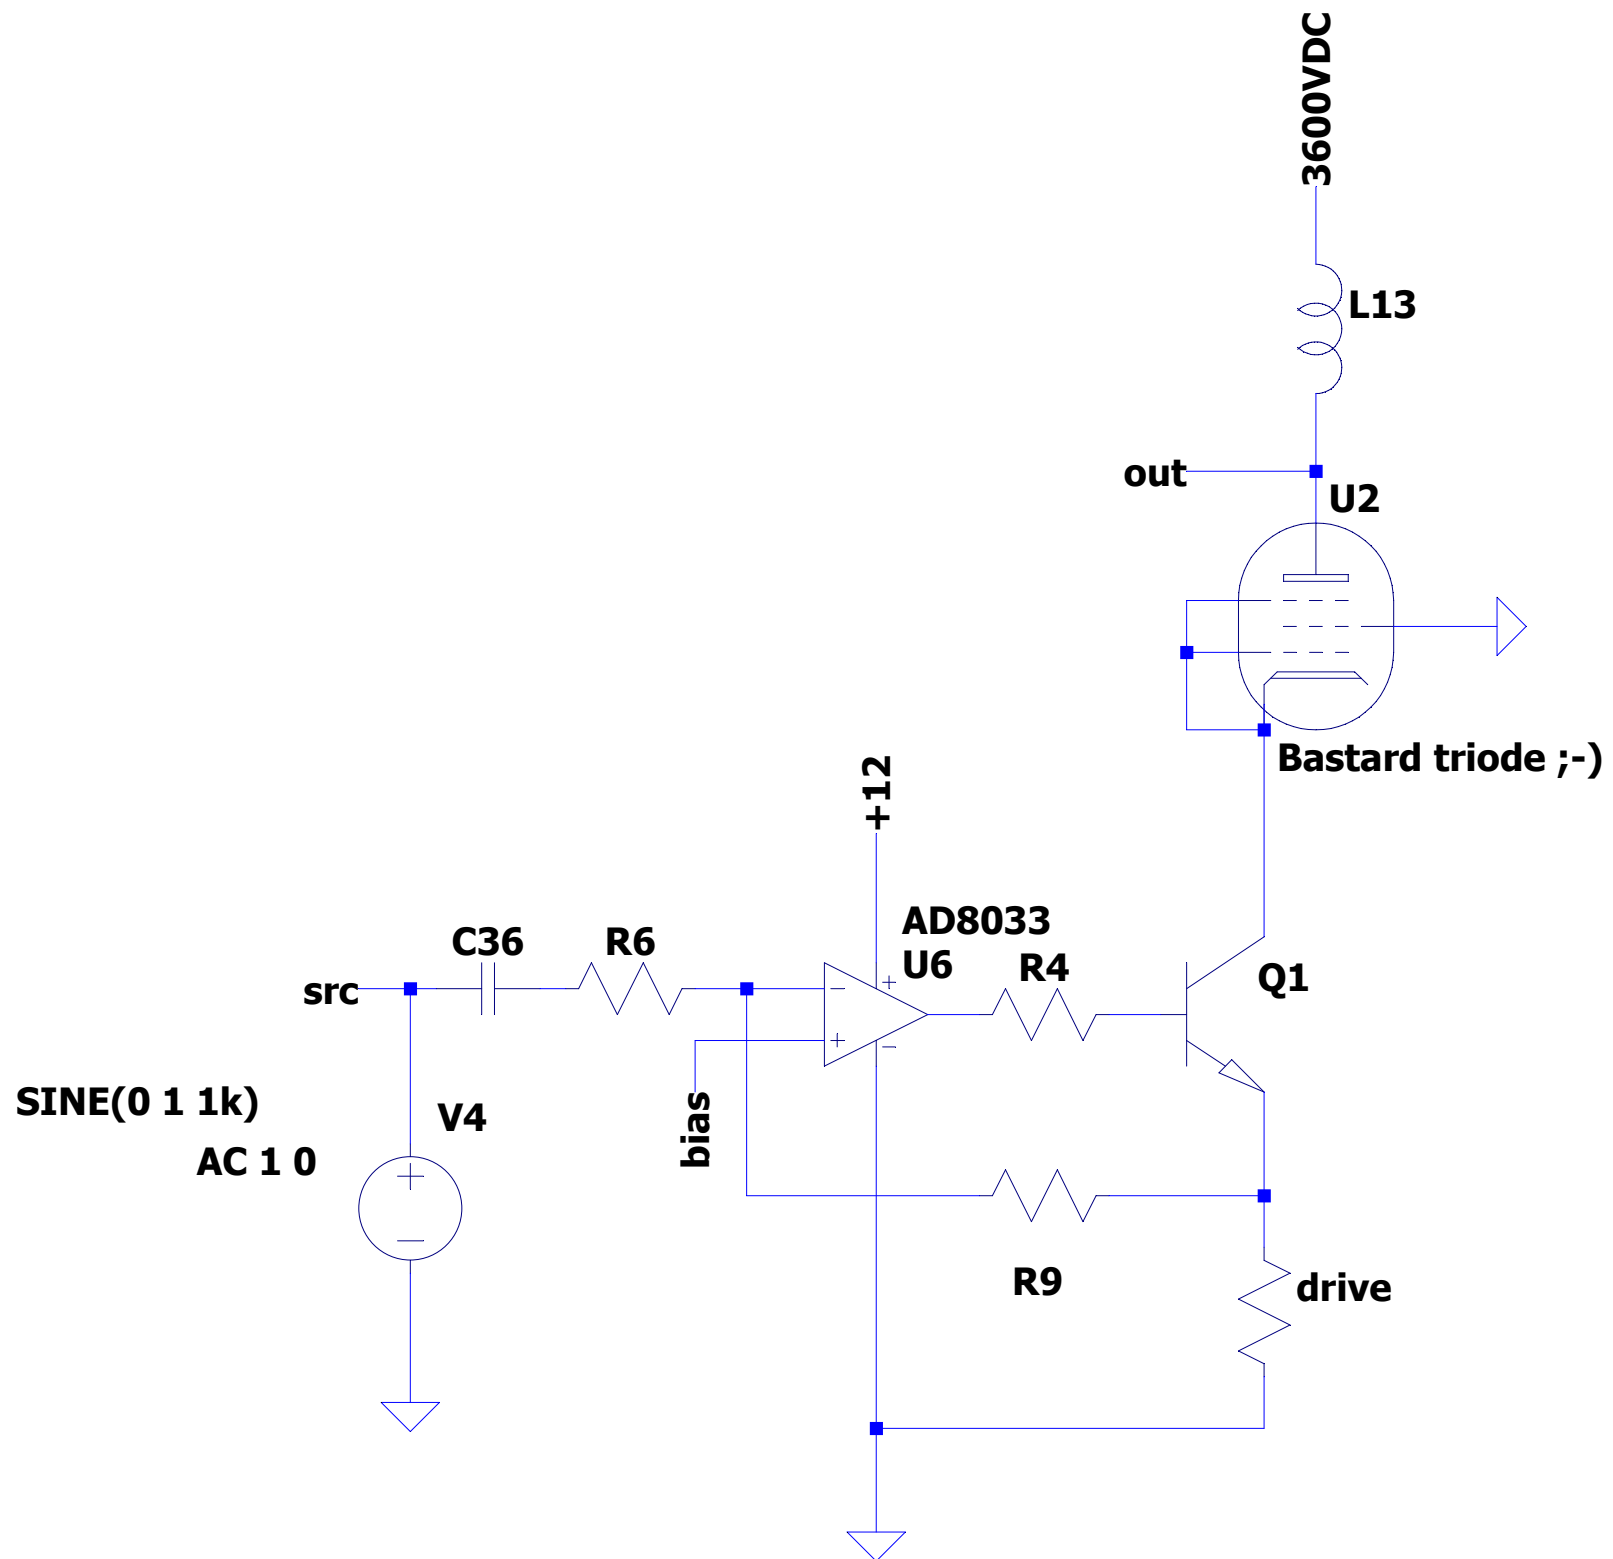 3600VDC
L13
out
U2
Bastard triode ;-)
+12
AD8033
U6
C36
R6
R4
Q1
src
SINE(0 1 1k)
V4
bias
AC 1 0
R9
drive